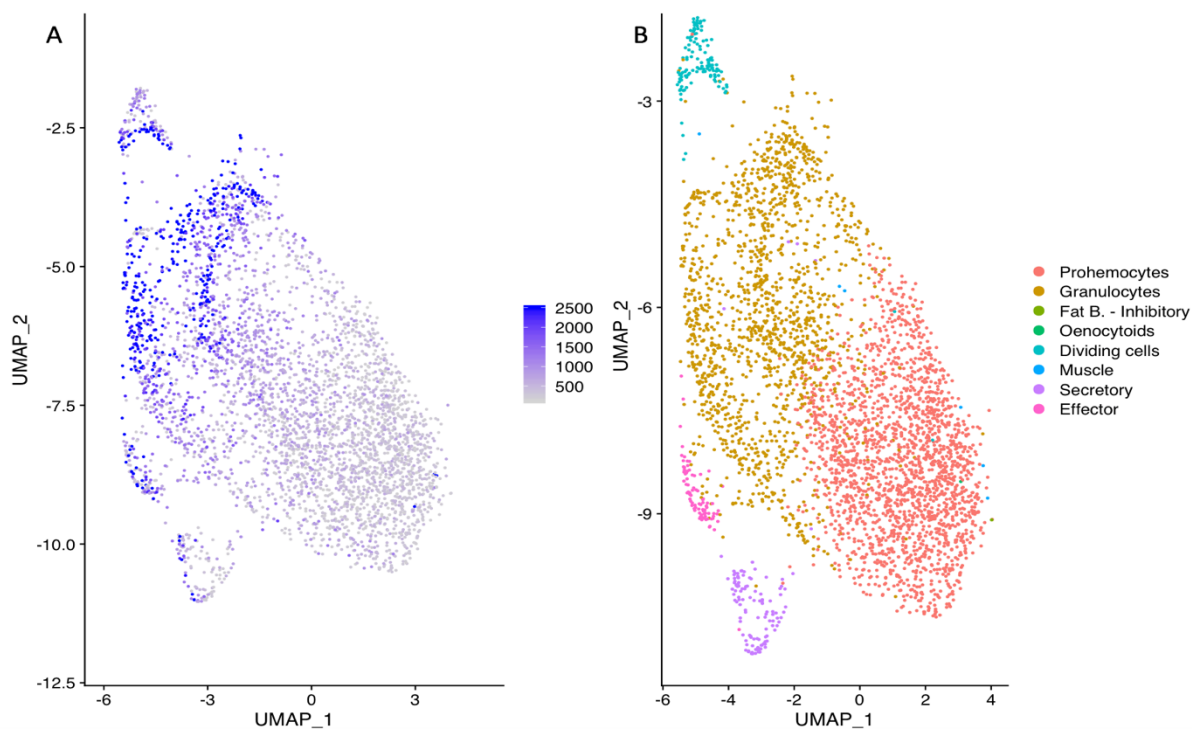 A
-2.5
-5.0
-7.5
-10.0
-12.5
UMAP_2
-6
-3
0
3
UMAP_1
2500
2000
1500
1000
500
B
-3
-6
-9
UMAP_2
-6
-4
-2
0
2
4
UMAP_1
Prohemocytes
Granulocytes
Fat B. - Inhibitory
Oenocytoids
Dividing cells
Muscle
Secretory
Effector